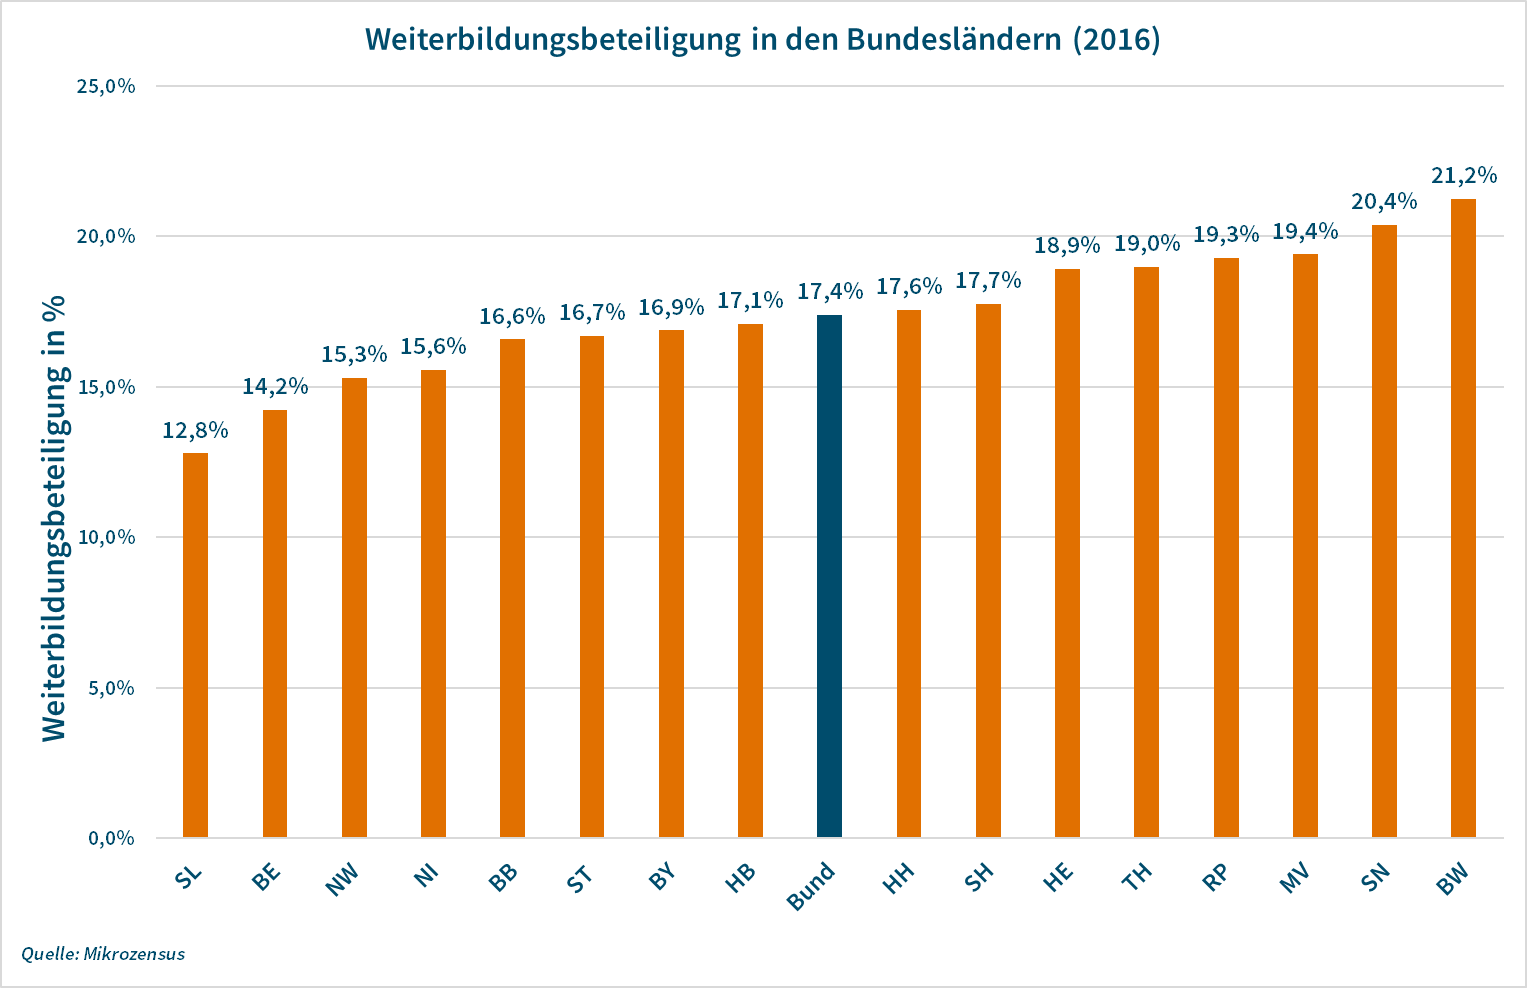 Weiterbildungsbeteiligung in den Bundesländern (2016)
Weiterbildungsbeteiligung in %
25,0%
20,0%
15,0%
10,0%
5,0%
0,0%
12,8%
14,2%
15,3%
15,6%
16,6%
16,7%
16,9%
17,1%
17,4%
17,6%
17,7%
18,9%
19,0%
19,3%
19,4%
20,4%
21,2%
SL
BE
NW
NI
BB
ST
BY
HB
Bund
HH
SH
HE
TH
RP
MV
SN
BW
Quelle: Mikrozensus